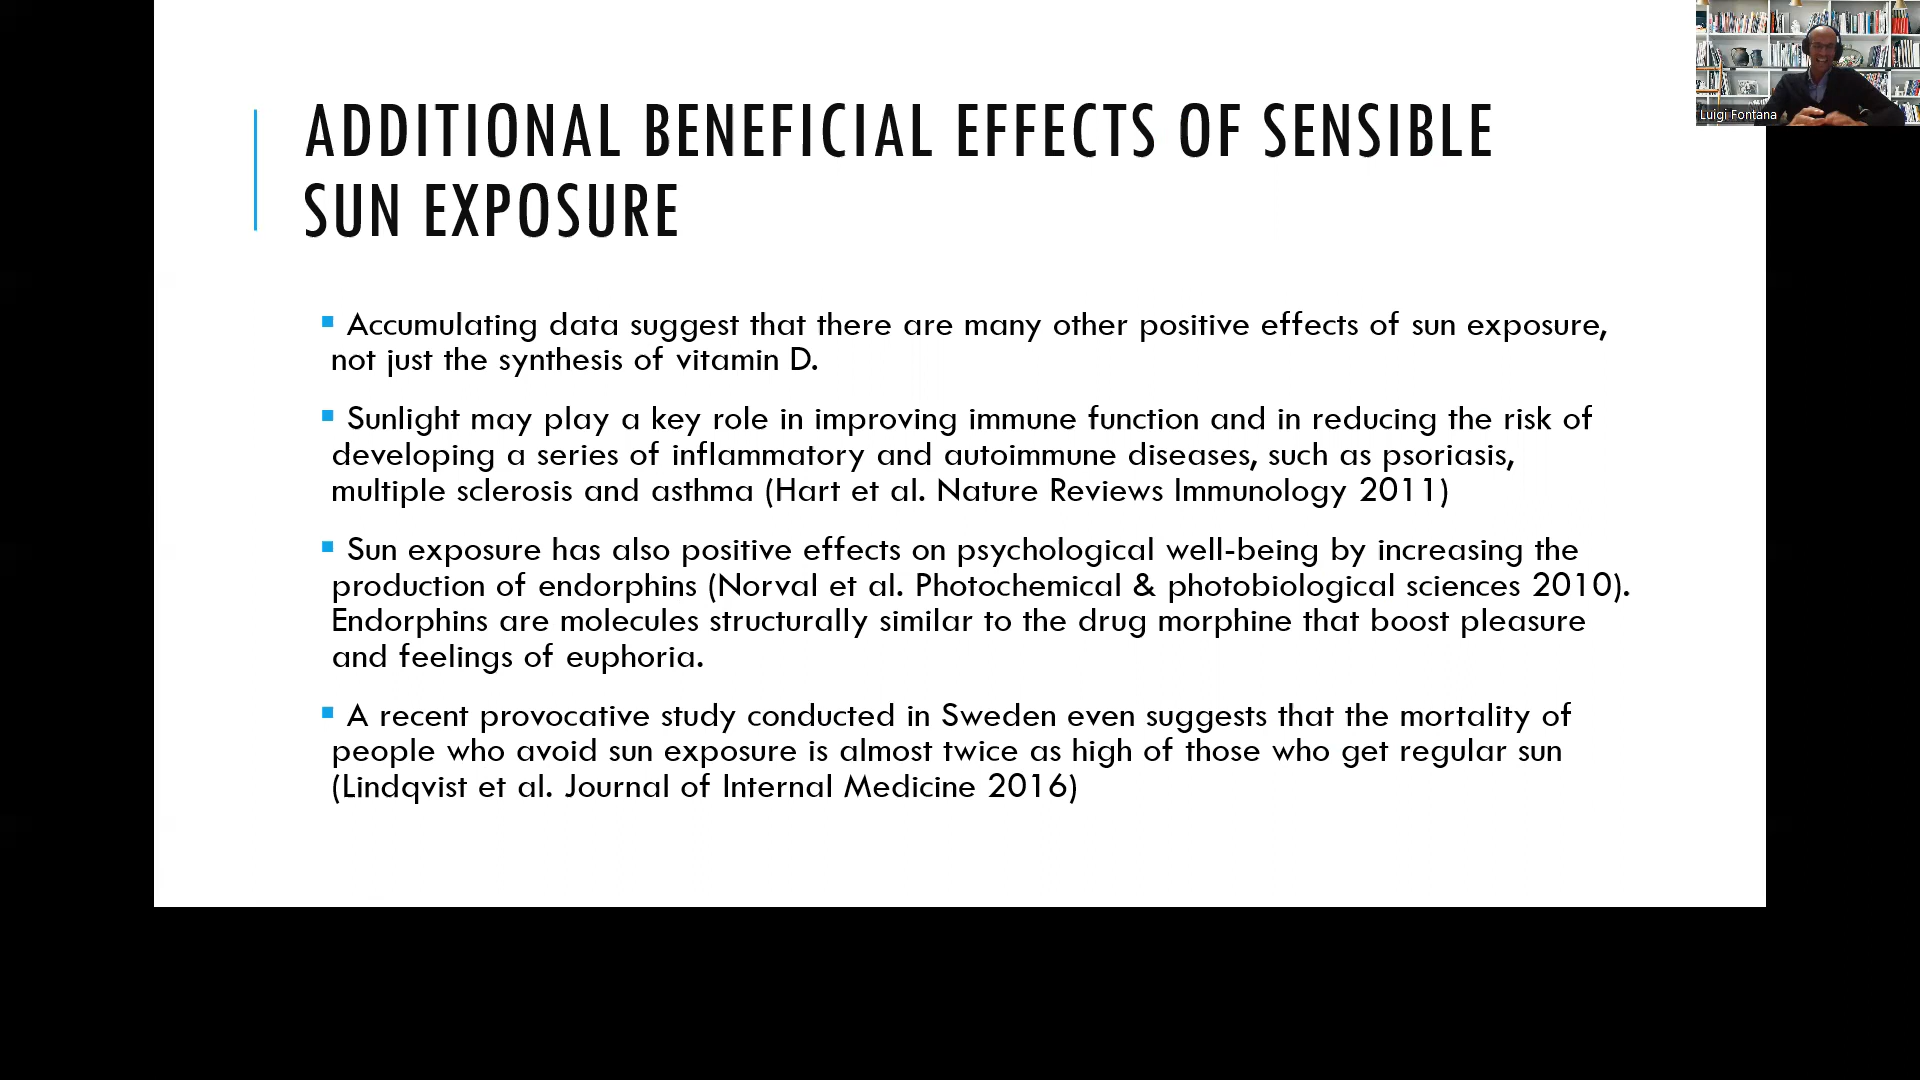 ADDITIONAL BENEFICIAL EFFECTS OF SENSIBLE
SUN EXPOSURE
Accumulating data suggest that there are many other positive effects of sun exposure,
not just the synthesis of vitamin D.
Sunlight may play a key role in improving immune function and in reducing the risk of
developing a series of inflammatory and autoimmune diseases, such as psoriasis,
multiple sclerosis and asthma (Hart et al. Nature Reviews Immunology 2011)
Sun exposure has also positive effects on psychological well-being by increasing the
production of endorphins (Norval et al. Photochemical & photobiological sciences 2010).
Endorphins are molecules structurally similar to the drug morphine that boost pleasure
and feelings of euphoria.
A recent provocative study conducted in Sweden even suggests that the mortality of
people who avoid sun exposure is almost twice as high of those who get regular sun
(Lindqvist et al. Journal of Internal Medicine 2016)
Luigi Fontana